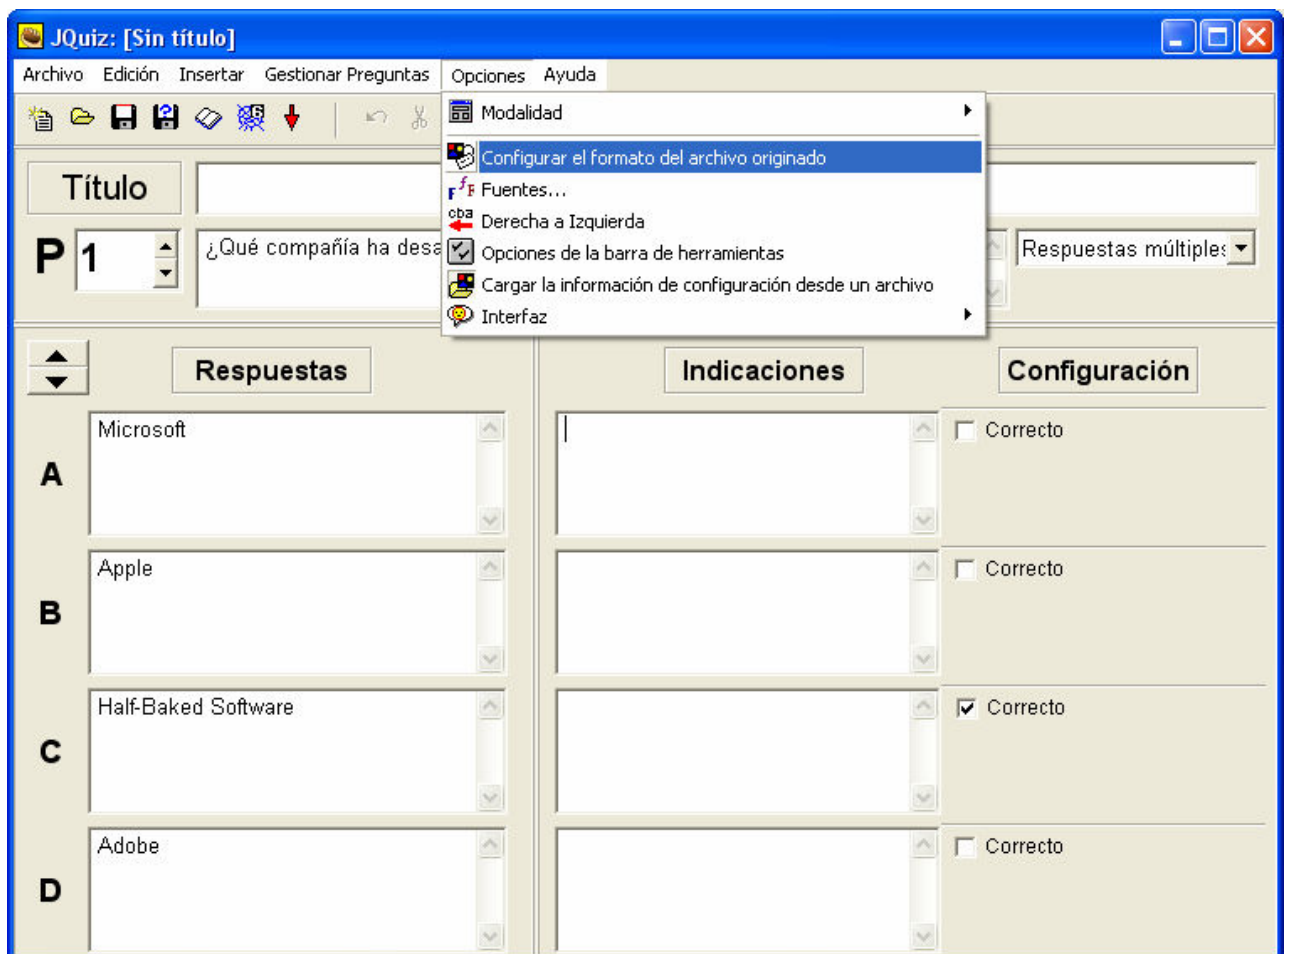 JQuiz: [Sin título]
Archivo Edición Insertar Gestionar Preguntas Opciones Ayuda
Modalidad
Configurar el formato del archivo originado
Fuentes...
Derecha a Izquierda
Opciones de la barra de herramientas
Cargar la información de configuración desde un archivo
Interfaz
Título
P 1 ¿Qué compañía ha desa Respuestas múltiples
Respuestas Indicaciones Configuración
A Microsoft Correcto
B Apple Correcto
C Half-Baked Software Correcto
D Adobe Correcto